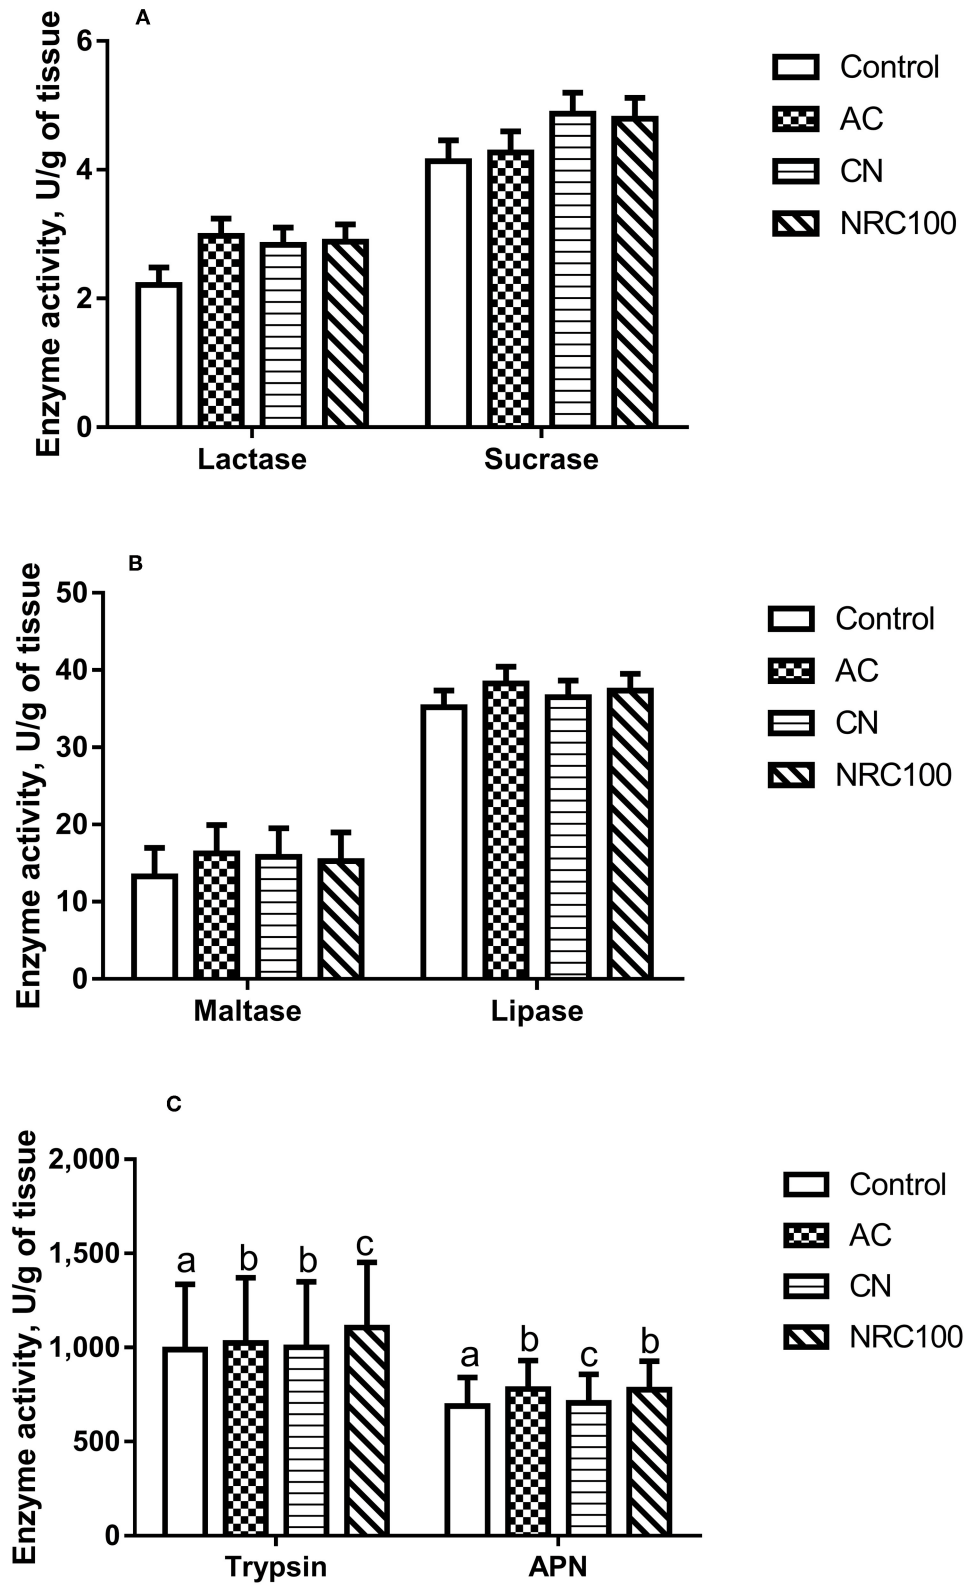 A
Enzyme activity, U/g of tissue
6
4
2
0
Lactase
Sucrase
Control
AC
CN
NRC100
B
Enzyme activity, U/g of tissue
50
40
30
20
10
0
Maltase
Lipase
Control
AC
CN
NRC100
C
Enzyme activity, U/g of tissue
2,000
1,500
1,000
500
0
a b b c
a b c b
Trypsin
APN
Control
AC
CN
NRC100